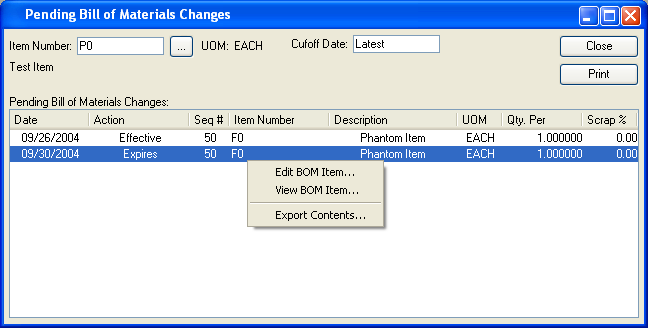 Pending Bill of Materials Changes
Item Number: P0 ... UOM: EACH Cufoff Date: Latest Close
Test Item Print
Pending Bill of Materials Changes:
Date Action Seq # Item Number Description UOM Qty. Per Scrap %
09/26/2004 Effective 50 F0 Phantom Item EACH 1.000000 0.00
09/30/2004 Expires 50 F0 Phantom Item EACH 1.000000 0.00
Edit BOM Item...
View BOM Item...
Export Contents...